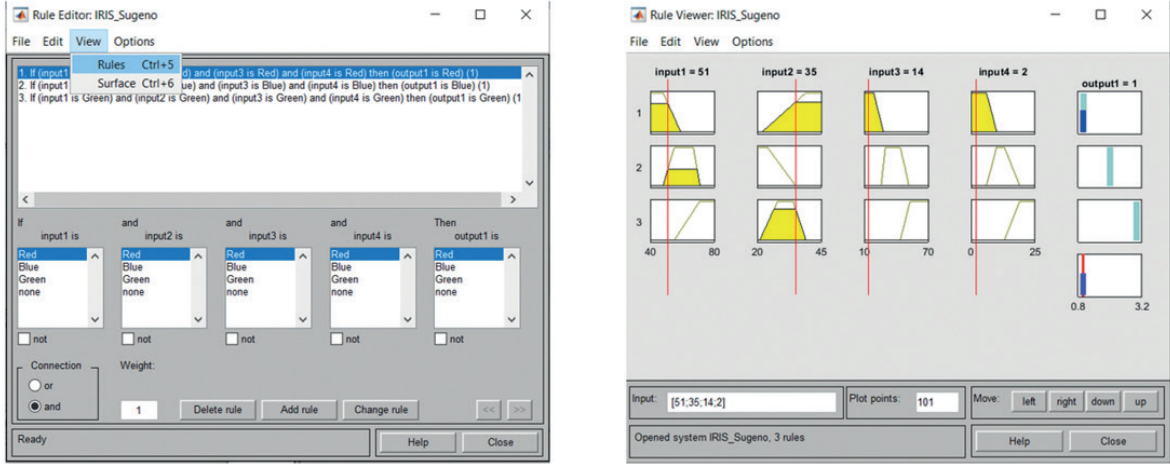 Rule Editor: IRIS_Sugeno
File Edit View Options
Rules Ctrl+5
Surface Ctrl+6
1. If (input1 d) and (input3 is Red) and (input4 is Red) then (output1 is Red) (1)
2. If (input1 ue) and (input3 is Blue) and (input4 is Blue) then (output1 is Blue) (1)
3. If (input1 is Green) and (input2 is Green) and (input3 is Green) and (input4 is Green) then (output1 is Green) (1
If and and and Then
input1 is input2 is input3 is input4 is output1 is
Red Red Red Red Red
Blue Blue Blue Blue Blue
Green Green Green Green Green
none none none none none
not not not not not
Connection Weight:
or
and 1 Delete rule Add rule Change rule << >>
Ready Help Close
Rule Viewer: IRIS_Sugeno
File Edit View Options
input1 = 51 input2 = 35 input3 = 14 input4 = 2 output1 = 1
1
2
3
40 80 20 45 10 70 0 25
0.8 3.2
Input: [51;35;14;2] Plot points: 101 Move: left right down up
Opened system IRIS_Sugeno, 3 rules Help Close